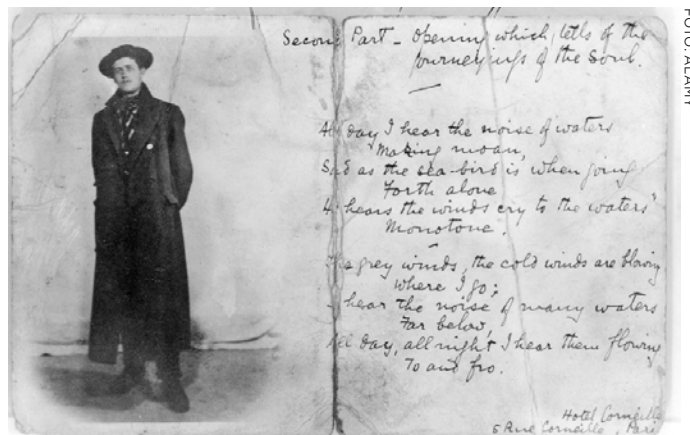 Second Part - Opening which tells of the
journeyings of the Soul.
All day I hear the noise of waters
Making moan,
Sad as the sea-bird is when going
Forth alone
He hears the winds cry to the waters'
Monotone.
The grey winds, the cold winds are blowing
where I go;
I hear the noise of many waters
Far below,
All day, all night I hear them flowing
To and fro.
Hotel Corneille
5 Rue Corneille, Paris
FOTO: ALAMY